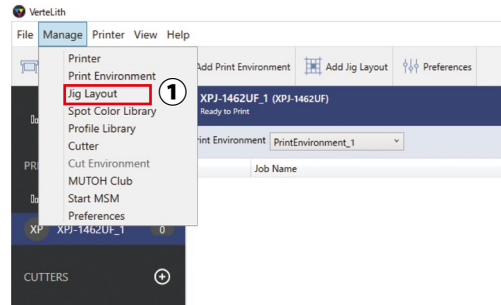 VerteLith
File Manage Printer View Help
Add Print Environment Add Jig Layout Preferences
Printer
Print Environment
Jig Layout
Spot Color Library
Profile Library
Cutter
Cut Environment
MUTOH Club
Start MSM
Preferences
①
XPJ-1462UF_1 (XPJ-1462UF)
Ready to Print
rint Environment PrintEnvironment_1
Job Name
PRI
XP XPJ-1462UF_1 0
CUTTERS